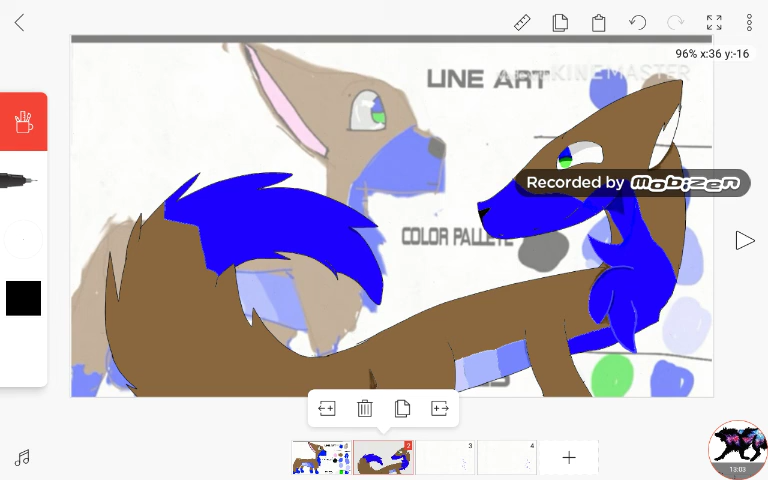 96% x:36 y:-16
LINE ART
KINEMASTER
Recorded by mobizen
COLOR PALLETE
2
3
4
13:03